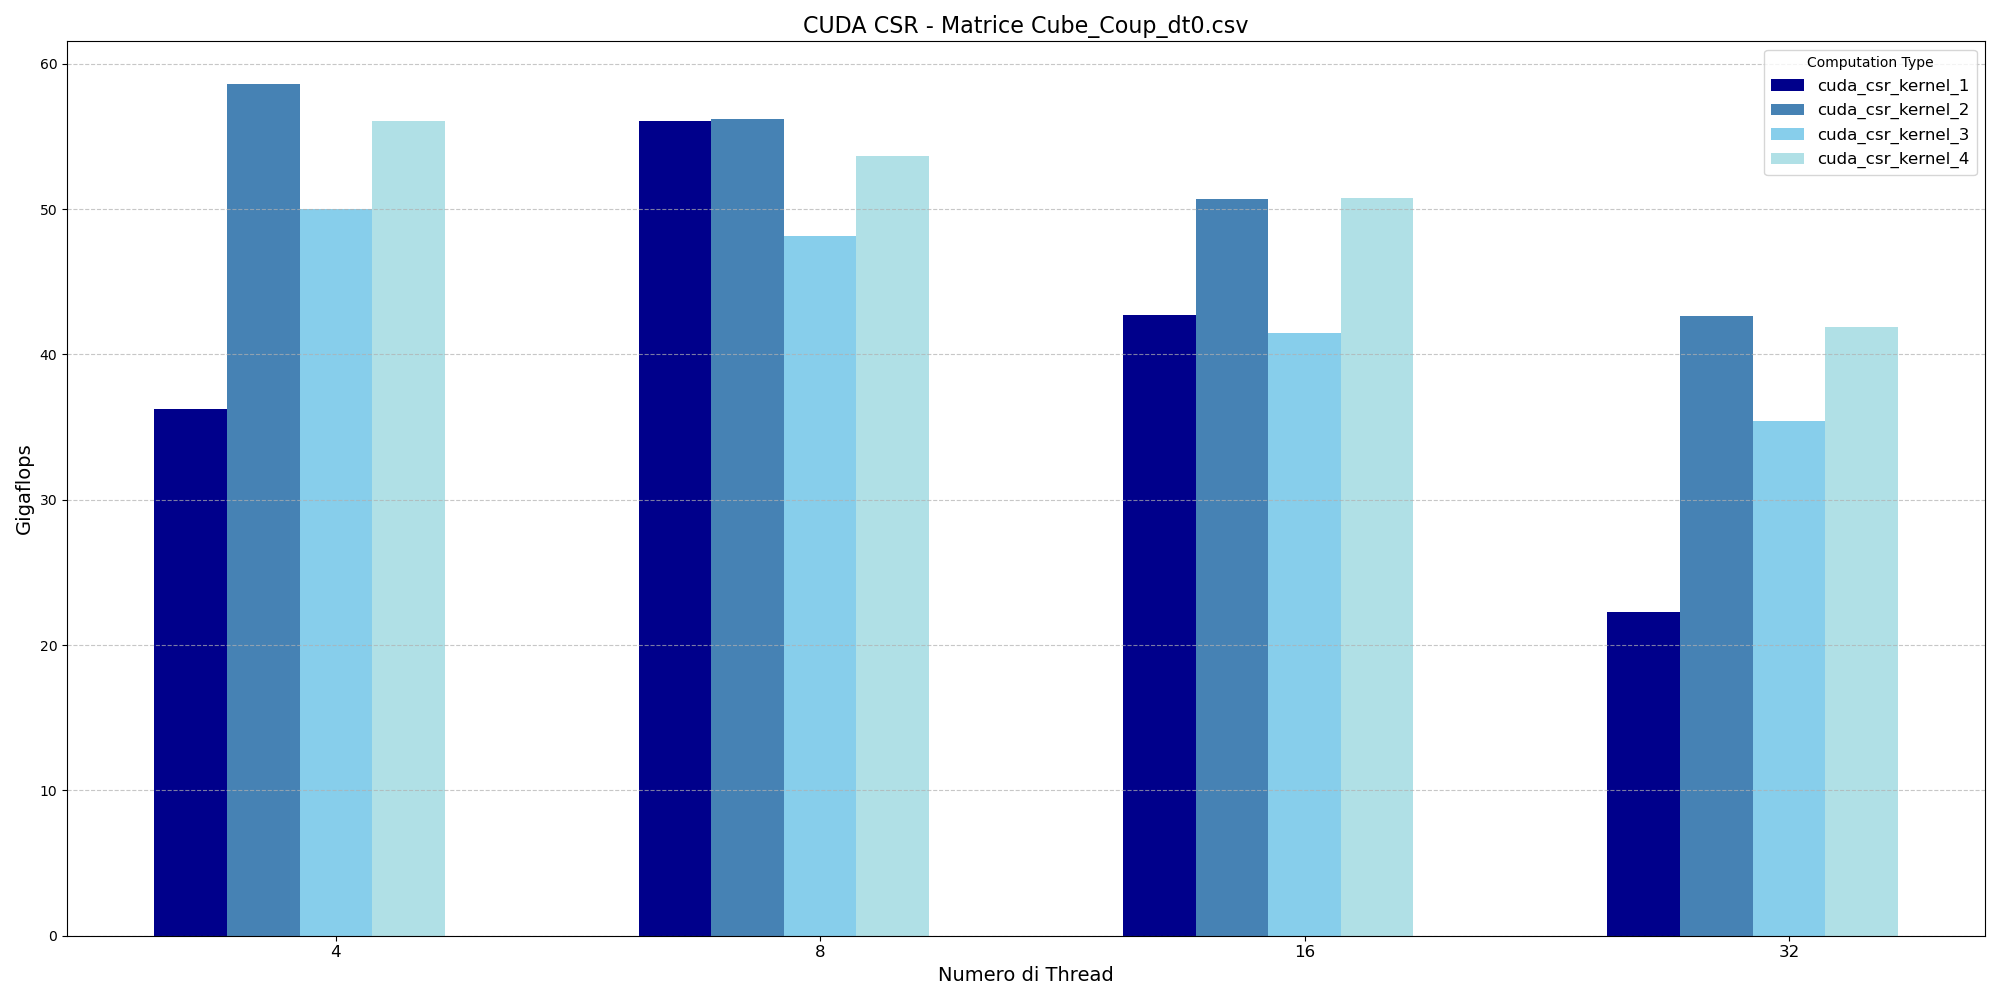 CUDA CSR - Matrice Cube_Coup_dt0.csv
Computation Type
cuda_csr_kernel_1
cuda_csr_kernel_2
cuda_csr_kernel_3
cuda_csr_kernel_4
Gigaflops
60
50
40
30
20
10
0
4 8 16 32
Numero di Thread